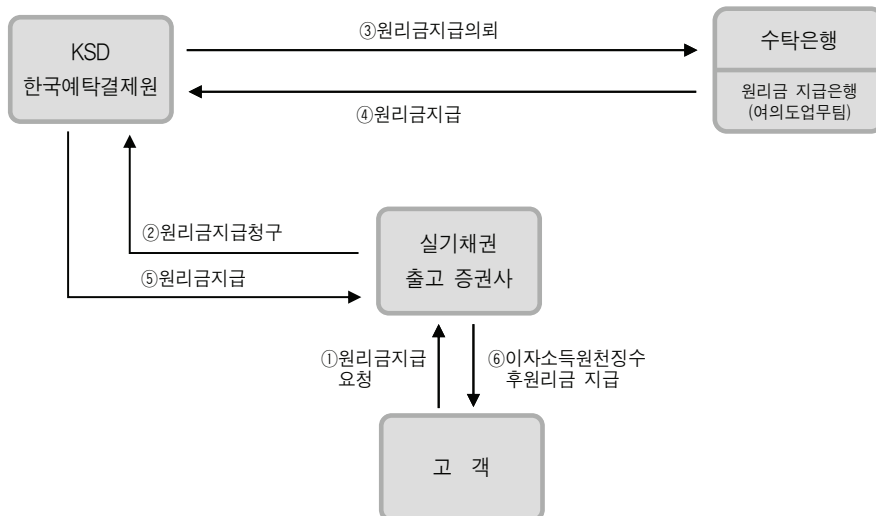 ③원리금지급의뢰
KSD
한국예탁결제원
수탁은행
원리금 지급은행
(여의도업무팀)
④원리금지급
②원리금지급청구
⑤원리금지급
실기채권
출고 증권사
①원리금지급
요청
⑥이자소득원천징수
후원리금 지급
고 객